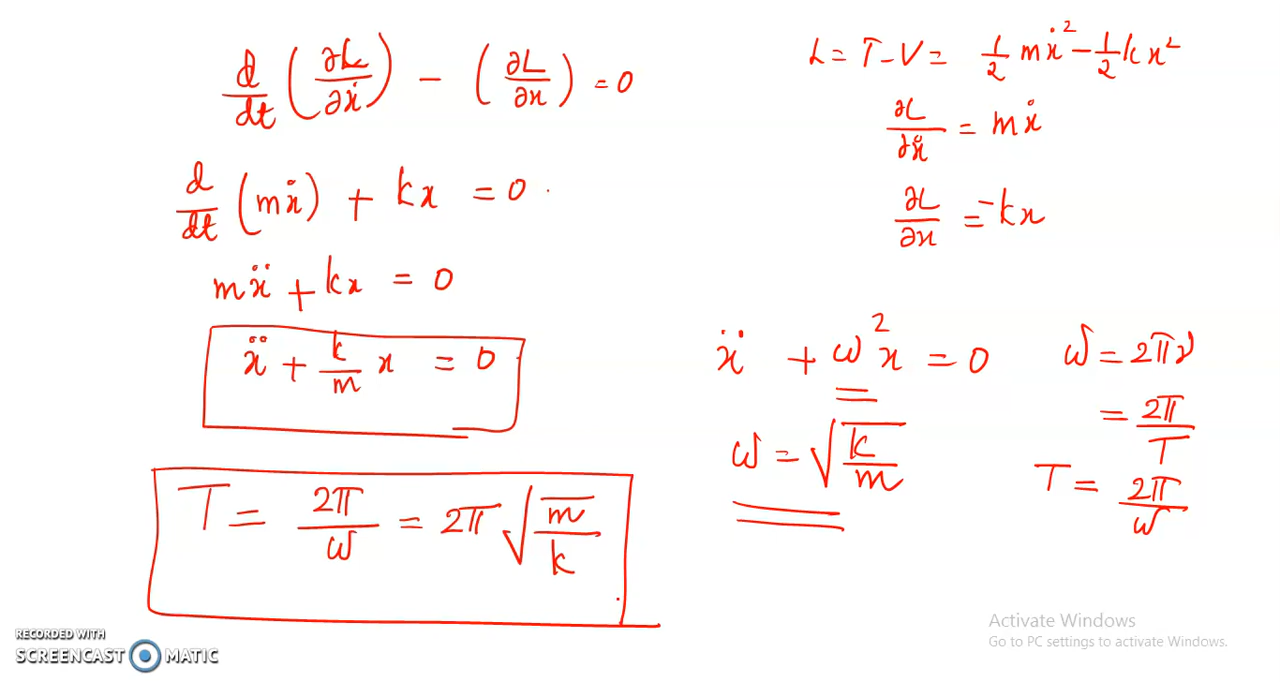 d/dt (∂L/∂ẋ) − (∂L/∂x) = 0
d/dt (mẋ) + kx = 0
mẍ + kx = 0
ẍ + k/m x = 0
T = 2π/ω = 2π √(m/k)
L = T − V = 1/2 mẋ² − 1/2 kx²
∂L/∂ẋ = mẋ
∂L/∂x = −kx
ẍ + ω²x = 0
ω = √(k/m)
ω = 2πν
= 2π/T
T = 2π/ω
RECORDED WITH
SCREENCAST MATIC
Activate Windows
Go to PC settings to activate Windows.